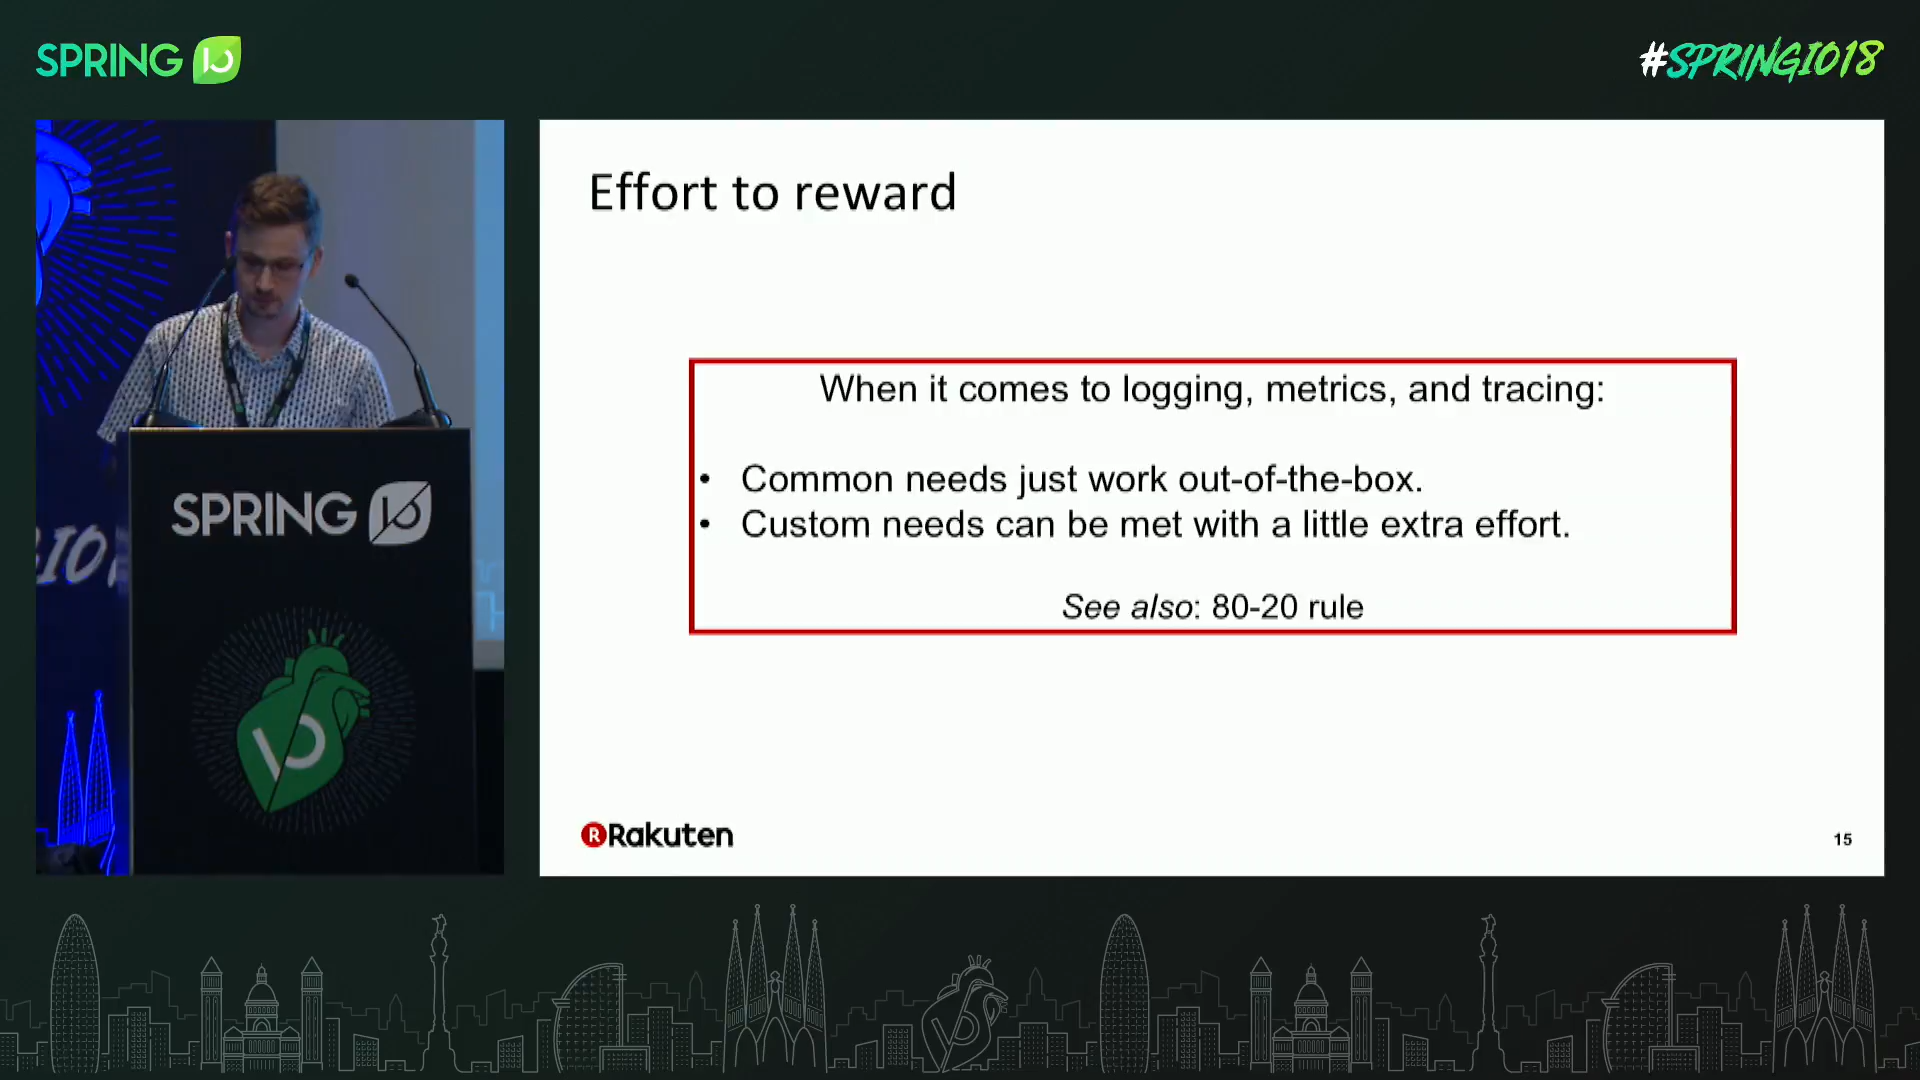 SPRING IO
#SPRINGIO18
Effort to reward
When it comes to logging, metrics, and tracing:
• Common needs just work out-of-the-box.
• Custom needs can be met with a little extra effort.
See also: 80-20 rule
R Rakuten
15
SPRING IO
IO